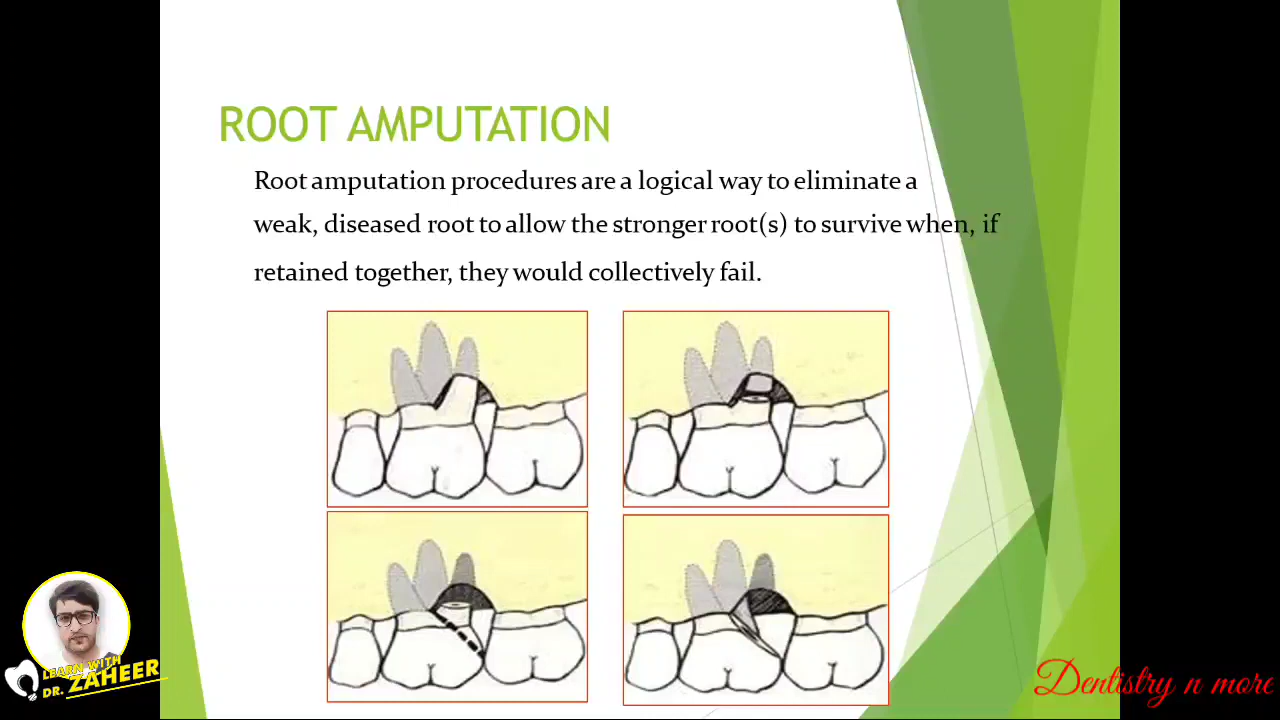 ROOT AMPUTATION
Root amputation procedures are a logical way to eliminate a
weak, diseased root to allow the stronger root(s) to survive when, if
retained together, they would collectively fail.
LEARN WITH
DR. ZAHEER
Dentistry n more